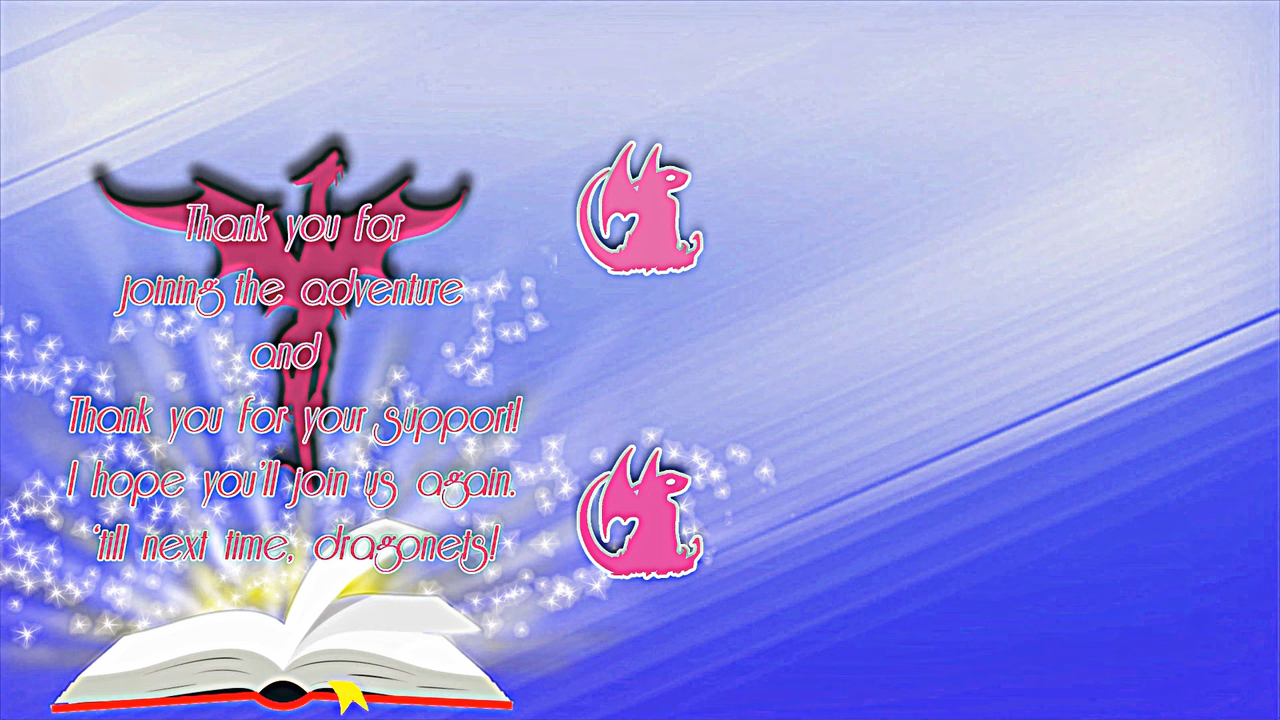 Thank you for
joining the adventure
and
Thank you for your support!
I hope you'll join us again.
'till next time, dragonets!